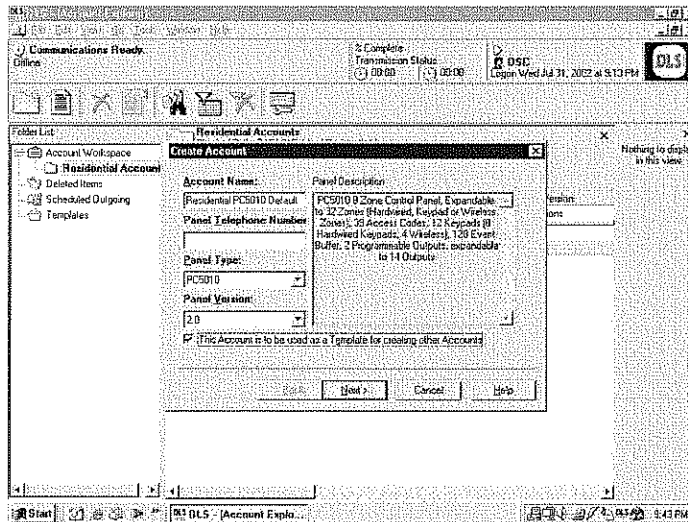 DLS
Communications Ready.
Offline
% Complete
Transmission Status
00:00
00:00
DSC
Logon Wed Jul 31, 2002 at 9:13 PM
DLS
Folder List
Account Workspace
Residential Account
Deleted Items
Scheduled Outgoing
Templates
Residential Accounts
Nothing to displa
in this view
Create Account
Account Name:
Residential PC5010 Default
Panel Telephone Number
Panel Type:
PC5010
Panel Version:
2.0
Panel Description
PC5010 8 Zone Control Panel, Expandable
to 32 Zones (Hardwired, Keypad or Wireless
Zones), 39 Access Codes, 12 Keypads (8
Hardwired Keypads, 4 Wireless), 128 Event
Buffer, 2 Programmable Outputs, expandable
to 14 Outputs
This Account is to be used as a Template for creating other Accounts
Next >
Cancel
Help
Start
DLS - [Account Explo...
9:43 PM